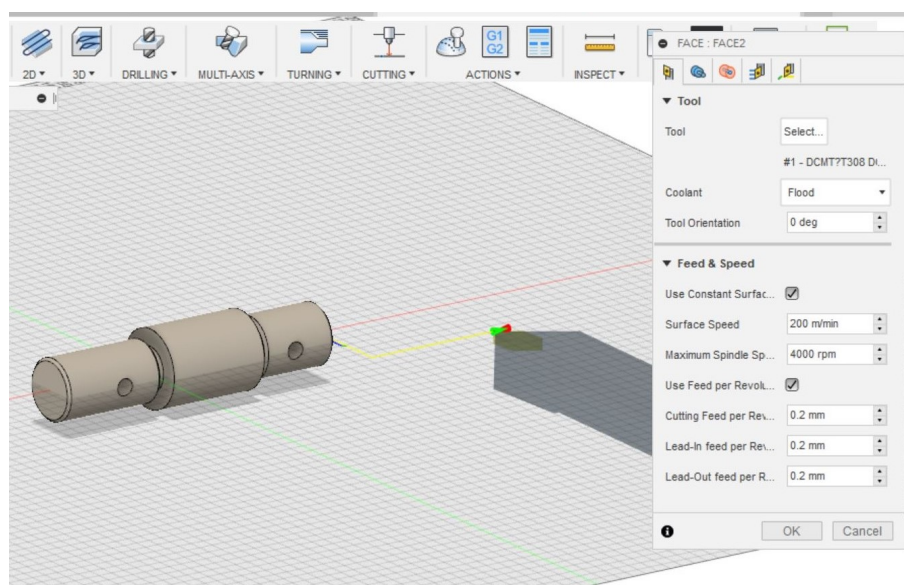 G1
G2
2D ▾ 3D ▾ DRILLING ▾ MULTI-AXIS ▾ TURNING ▾ CUTTING ▾ ACTIONS ▾ INSPECT ▾
FACE : FACE2
▼ Tool
Tool Select...
#1 - DCMT?T308 D(...
Coolant Flood
Tool Orientation 0 deg
▼ Feed & Speed
Use Constant Surfac...
Surface Speed 200 m/min
Maximum Spindle Sp... 4000 rpm
Use Feed per Revolu...
Cutting Feed per Rev... 0.2 mm
Lead-In feed per Rev... 0.2 mm
Lead-Out feed per R... 0.2 mm
OK Cancel